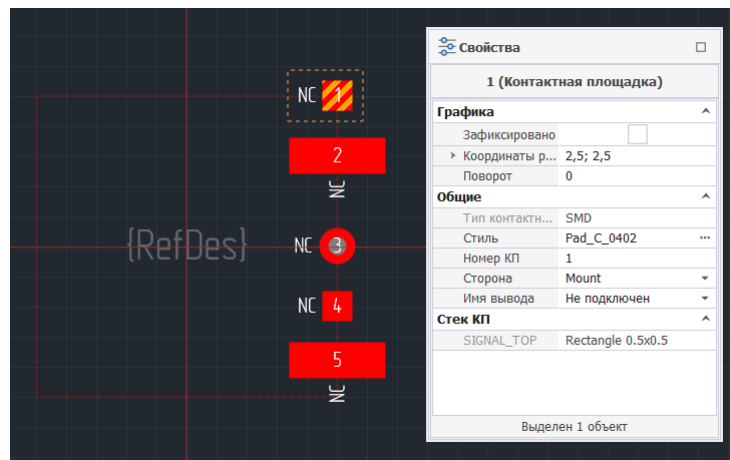 NC 1
2
NC
{RefDes}
NC 3
NC 4
5
NC
Свойства
1 (Контактная площадка)
Графика
Зафиксировано
Координаты р... 2,5; 2,5
Поворот 0
Общие
Тип контактн... SMD
Стиль Pad_C_0402 ...
Номер КП 1
Сторона Mount
Имя вывода Не подключен
Стек КП
SIGNAL_TOP Rectangle 0.5x0.5
Выделен 1 объект